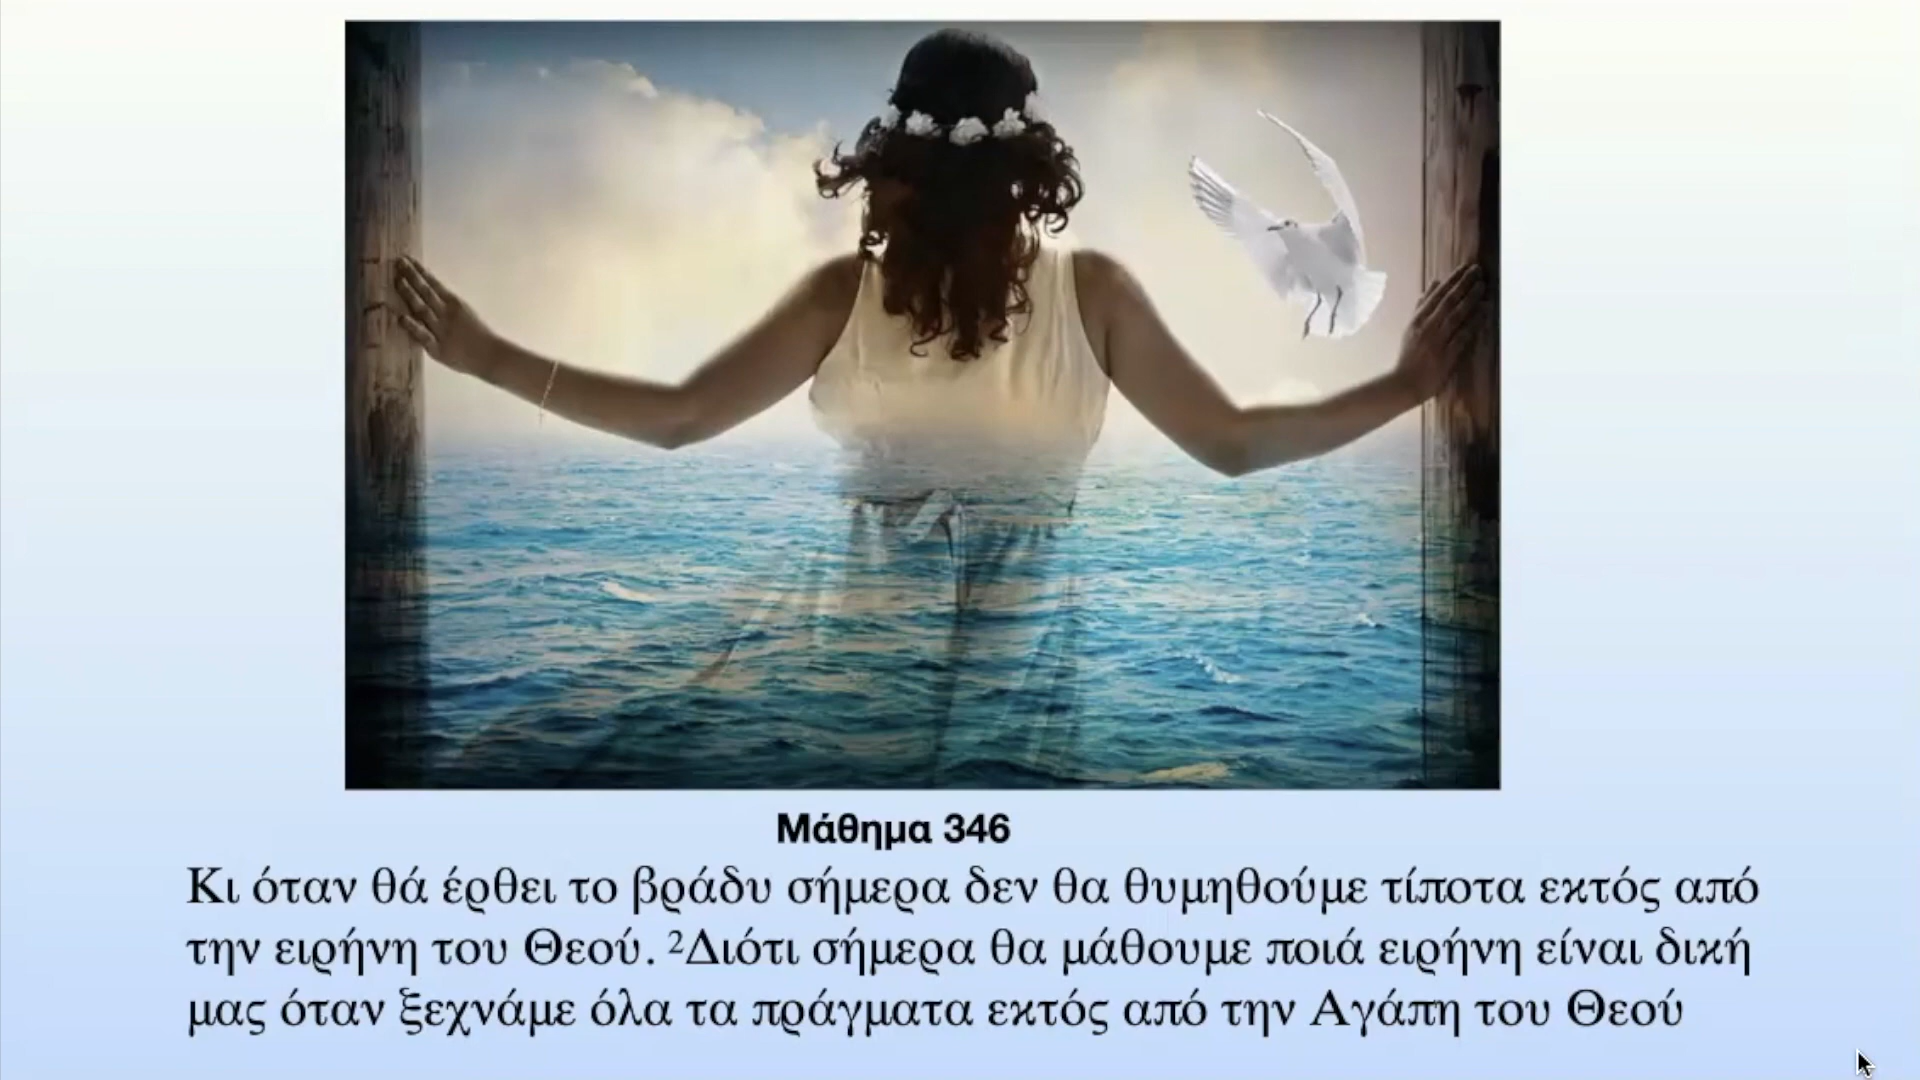 Μάθημα 346
Κι όταν θά έρθει το βράδυ σήμερα δεν θα θυμηθούμε τίποτα εκτός από
την ειρήνη του Θεού. ²Διότι σήμερα θα μάθουμε ποιά ειρήνη είναι δική
μας όταν ξεχνάμε όλα τα πράγματα εκτός από την Αγάπη του Θεού